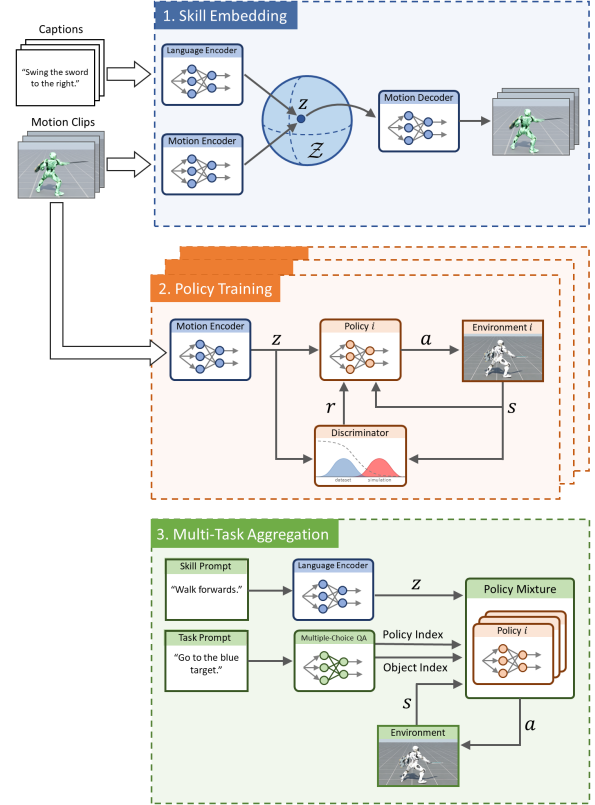 1. Skill Embedding
Captions
“Swing the sword
to the right.”
Motion Clips
Language Encoder
Motion Encoder
z
𝒵
Motion Decoder
2. Policy Training
Motion Encoder
z
Policy i
a
Environment i
r
s
Discriminator
dataset
simulation
3. Multi-Task Aggregation
Skill Prompt
“Walk forwards.”
Language Encoder
z
Policy Mixture
Task Prompt
“Go to the blue
target.”
Multiple-Choice QA
Policy Index
Object Index
Policy i
s
a
Environment